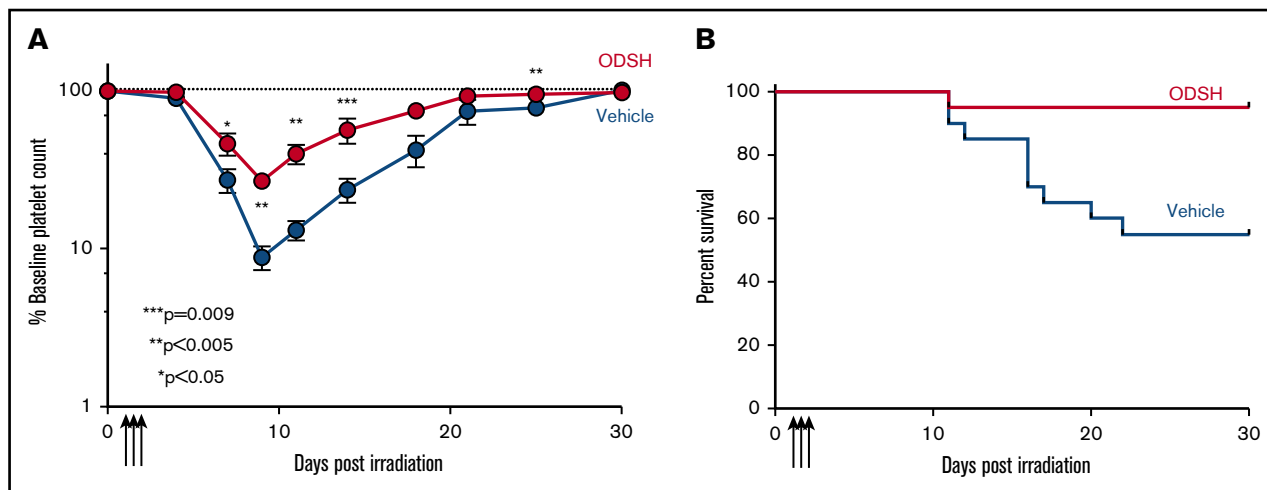 A
ODSH
**
100
***
Vehicle
*
**
**
10
% Baseline platelet count
***p=0.009
**p<0.005
*p<0.05
1
0
10
20
30
Days post irradiation
B
100
ODSH
80
Vehicle
60
Percent survival
40
20
0
0
10
20
30
Days post irradiation